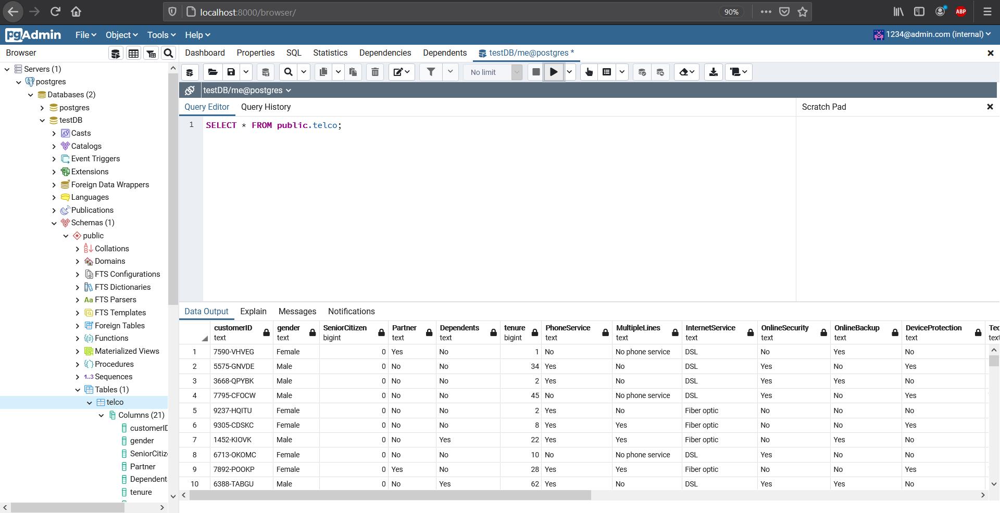 localhost:8000/browser/
90%
ABP
pgAdmin
File
Object
Tools
Help
1234@admin.com (internal)
Browser
Dashboard
Properties
SQL
Statistics
Dependencies
Dependents
testDB/me@postgres *
Servers (1)
postgres
Databases (2)
postgres
testDB
Casts
Catalogs
Event Triggers
Extensions
Foreign Data Wrappers
Languages
Publications
Schemas (1)
public
Collations
Domains
FTS Configurations
FTS Dictionaries
Aa FTS Parsers
FTS Templates
Foreign Tables
Functions
Materialized Views
Procedures
1..3 Sequences
Tables (1)
telco
Columns (21)
customerID
gender
SeniorCitize
Partner
Dependent
tenure
No limit
testDB/me@postgres
Query Editor
Query History
Scratch Pad
1 SELECT * FROM public.telco;
Data Output
Explain
Messages
Notifications
customerID gender SeniorCitizen Partner Dependents tenure PhoneService MultipleLines InternetService OnlineSecurity OnlineBackup DeviceProtection Tec
text text bigint text text bigint text text text text text text text
1 7590-VHVEG Female 0 Yes No 1 No No phone service DSL No Yes No
2 5575-GNVDE Male 0 No No 34 Yes No DSL Yes No Yes
3 3668-QPYBK Male 0 No No 2 Yes No DSL Yes Yes No
4 7795-CFOCW Male 0 No No 45 No No phone service DSL Yes No Yes
5 9237-HQITU Female 0 No No 2 Yes No Fiber optic No No No
6 9305-CDSKC Female 0 No No 8 Yes Yes Fiber optic No No Yes
7 1452-KIOVK Male 0 No Yes 22 Yes Yes Fiber optic No Yes No
8 6713-OKOMC Female 0 No No 10 No No phone service DSL Yes No No
9 7892-POOKP Female 0 Yes No 28 Yes Yes Fiber optic No No Yes
10 6388-TABGU Male 0 No Yes 62 Yes No DSL Yes Yes No